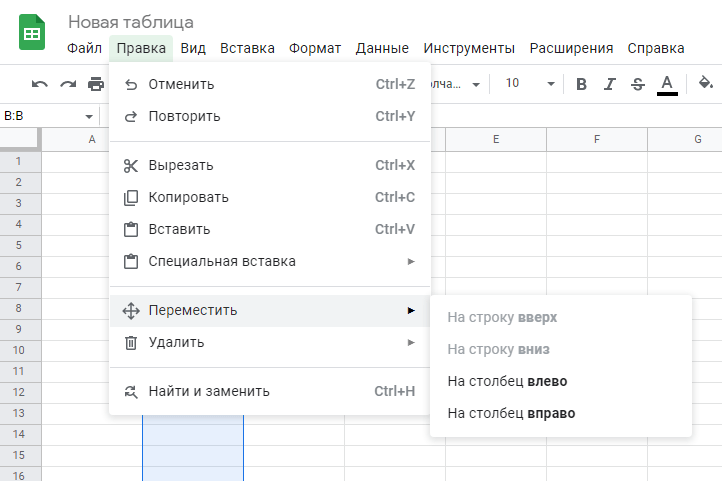 Новая таблица
Файл Правка Вид Вставка Формат Данные Инструменты Расширения Справка
олча... 10 B I S A
B:B
A E F G
Отменить Ctrl+Z
Повторить Ctrl+Y
Вырезать Ctrl+X
Копировать Ctrl+C
Вставить Ctrl+V
Специальная вставка
Переместить
Удалить
Найти и заменить Ctrl+H
На строку вверх
На строку вниз
На столбец влево
На столбец вправо
1
2
3
4
5
6
7
8
9
10
11
12
13
14
15
16